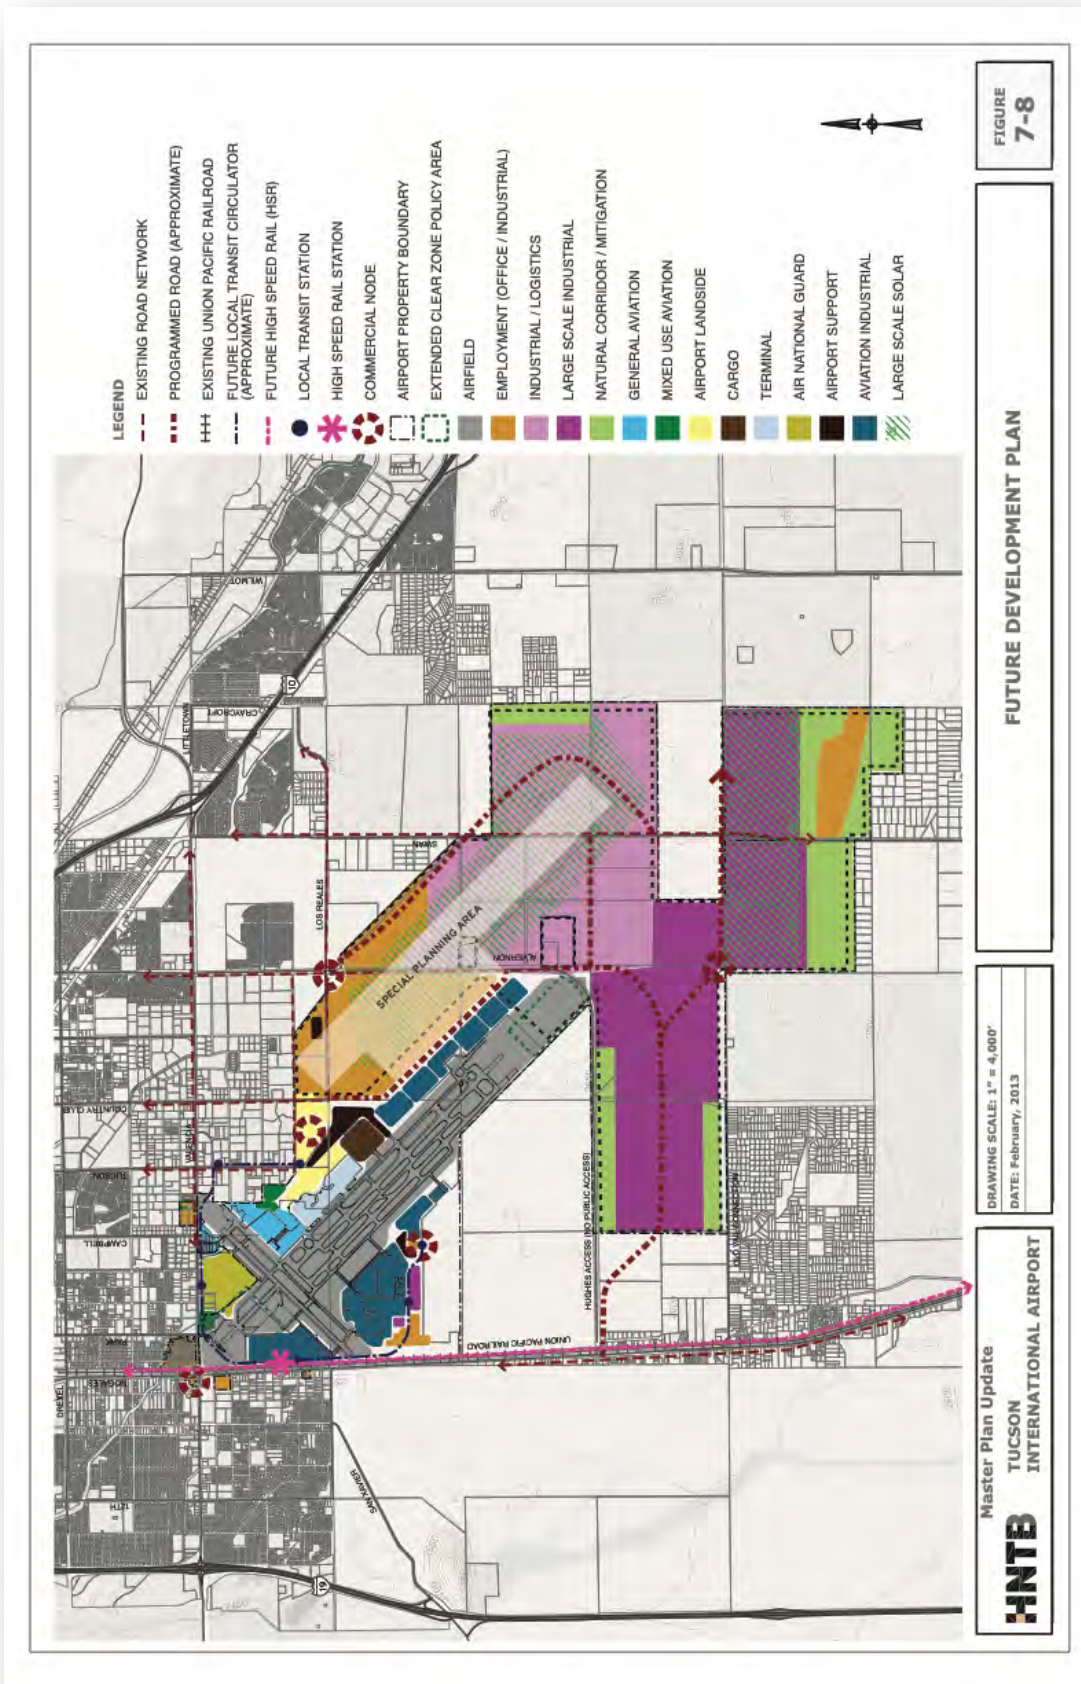 LEGEND
EXISTING ROAD NETWORK
PROGRAMMED ROAD (APPROXIMATE)
EXISTING UNION PACIFIC RAILROAD
FUTURE LOCAL TRANSIT CIRCULATOR
(APPROXIMATE)
FUTURE HIGH SPEED RAIL (HSR)
LOCAL TRANSIT STATION
HIGH SPEED RAIL STATION
COMMERCIAL NODE
AIRPORT PROPERTY BOUNDARY
EXTENDED CLEAR ZONE POLICY AREA
AIRFIELD
EMPLOYMENT (OFFICE / INDUSTRIAL)
INDUSTRIAL / LOGISTICS
LARGE SCALE INDUSTRIAL
NATURAL CORRIDOR / MITIGATION
GENERAL AVIATION
MIXED USE AVIATION
AIRPORT LANDSIDE
CARGO
TERMINAL
AIR NATIONAL GUARD
AIRPORT SUPPORT
AVIATION INDUSTRIAL
LARGE SCALE SOLAR
DREXEL
12TH
NOGALES
PARK
CAMPBELL
TUCSON
COUNTRY CLUB
VALENCIA
LITTLETOWN
CRAYCROFT
WILMOT
10
LOS REALES
SWAN
SPECIAL PLANNING AREA
ALVERNON
HUGHES ACCESS (NO PUBLIC ACCESS)
UNION PACIFIC RAILROAD
SAN XAVIER
19
HNTB
Master Plan Update
TUCSON
INTERNATIONAL AIRPORT
DRAWING SCALE: 1" = 4,000'
DATE: February, 2013
FUTURE DEVELOPMENT PLAN
FIGURE
7-8